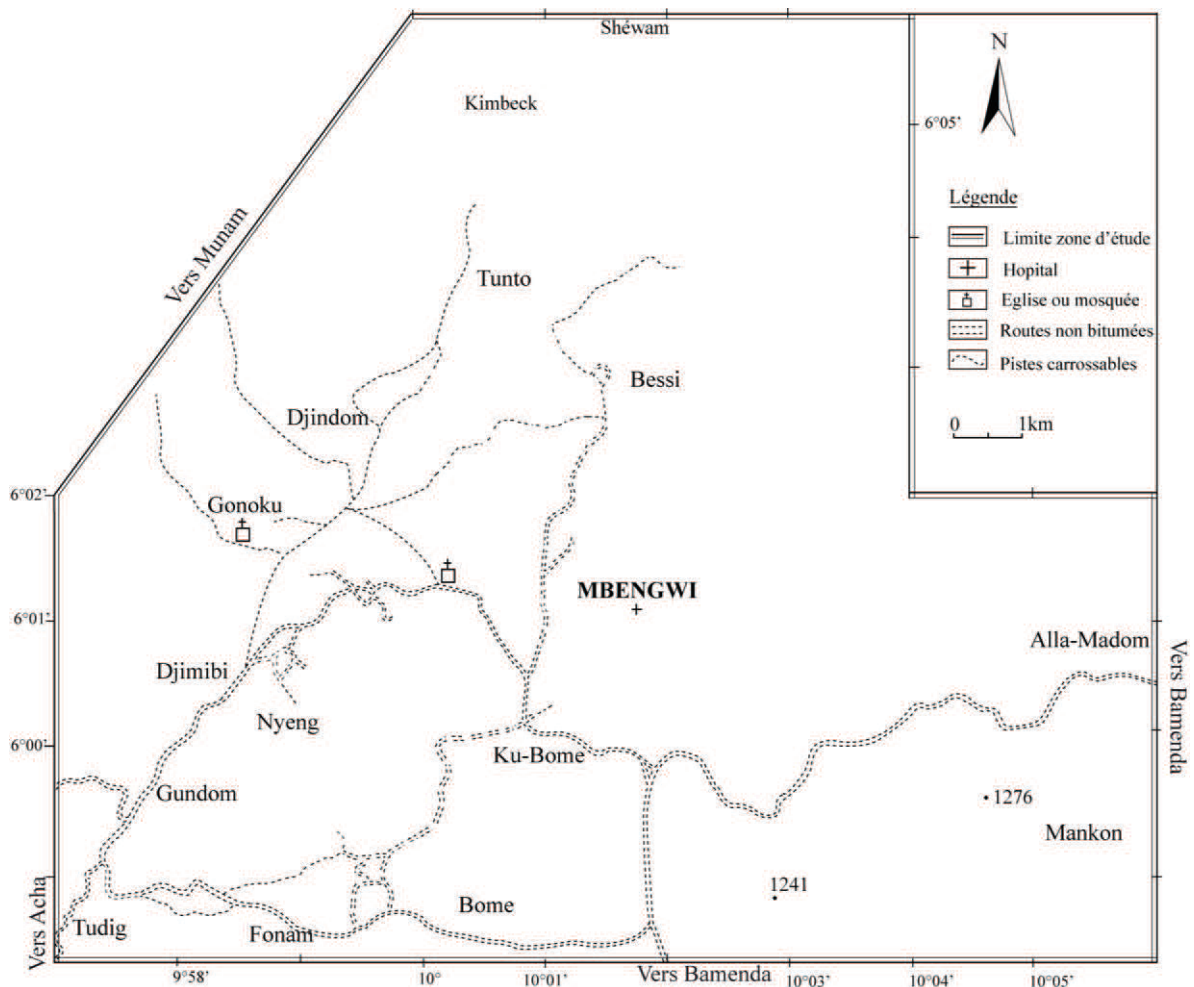 Shéwam
N
Kimbeck
6°05'
Légende
Limite zone d'étude
Hopital
Eglise ou mosquée
Routes non bitumées
Pistes carrossables
0 1km
Vers Munam
Tunto
Bessi
Djindom
6°02'
Gonoku
MBENGWI
6°01'
Alla-Madom
Djimibi
Vers Bamenda
Nyeng
6°00'
Ku-Bome
Gundom
1276
Mankon
1241
Bome
Vers Acha
Tudig
Fonam
9°58'
10°
10°01'
Vers Bamenda
10°03'
10°04'
10°05'